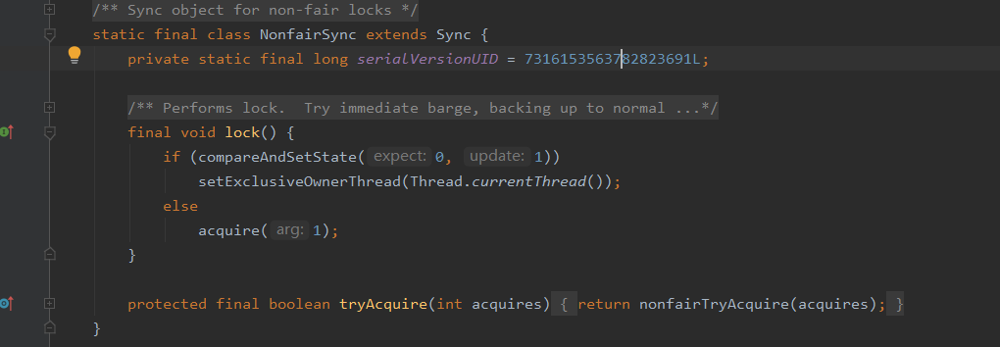 /** Sync object for non-fair locks */
static final class NonfairSync extends Sync {
private static final long serialVersionUID = 7316153563782823691L;
/** Performs lock.  Try immediate barge, backing up to normal ...*/
final void lock() {
if (compareAndSetState( expect: 0, update: 1))
setExclusiveOwnerThread(Thread.currentThread());
else
acquire( arg: 1);
}
protected final boolean tryAcquire(int acquires) { return nonfairTryAcquire(acquires); }
}